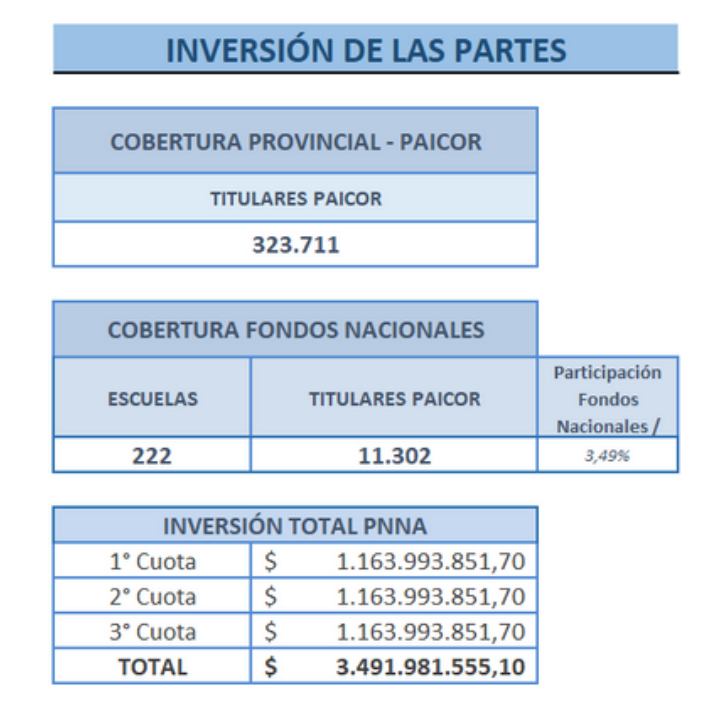 INVERSIÓN DE LAS PARTES
COBERTURA PROVINCIAL - PAICOR
TITULARES PAICOR
323.711
COBERTURA FONDOS NACIONALES
ESCUELAS TITULARES PAICOR Participación
Fondos
Nacionales /
222 11.302 3,49%
INVERSIÓN TOTAL PNNA
1° Cuota $ 1.163.993.851,70
2° Cuota $ 1.163.993.851,70
3° Cuota $ 1.163.993.851,70
TOTAL $ 3.491.981.555,10